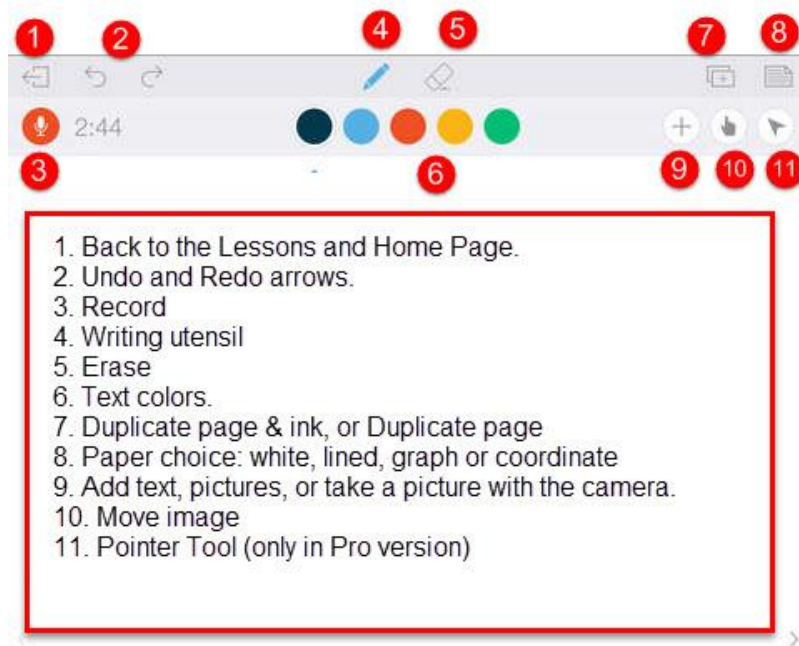 1
2
4
5
7
8
2:44
3
6
9
10
11
1. Back to the Lessons and Home Page.
2. Undo and Redo arrows.
3. Record
4. Writing utensil
5. Erase
6. Text colors.
7. Duplicate page & ink, or Duplicate page
8. Paper choice: white, lined, graph or coordinate
9. Add text, pictures, or take a picture with the camera.
10. Move image
11. Pointer Tool (only in Pro version)